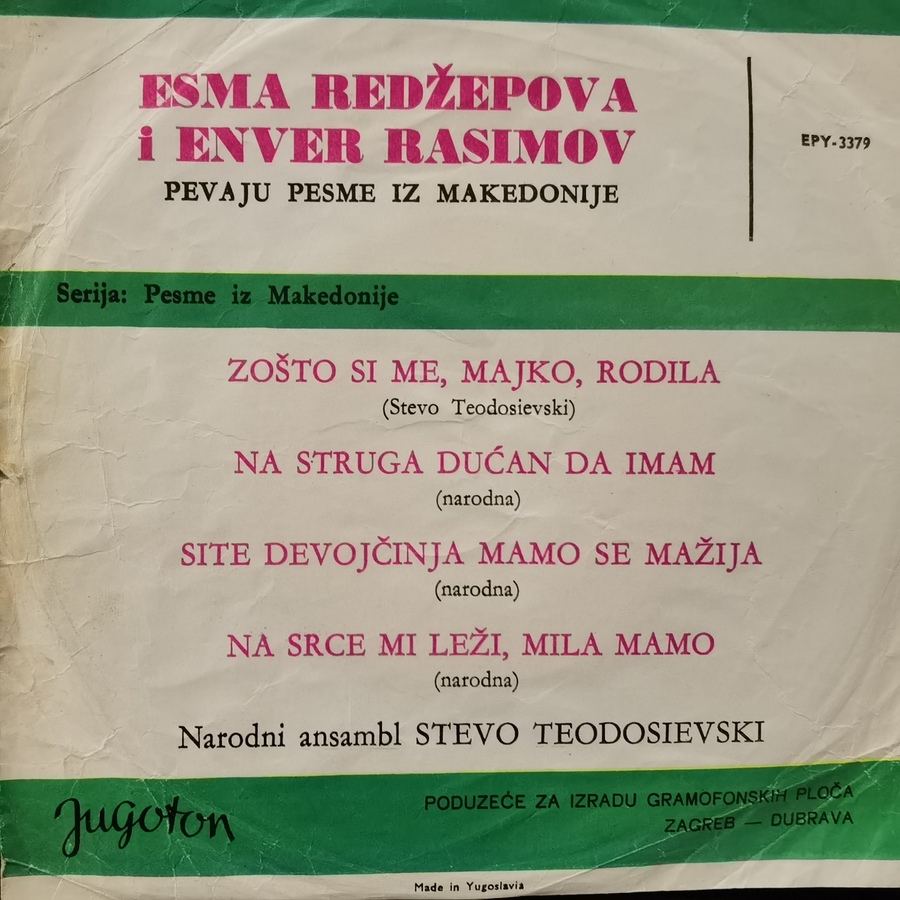 ESMA REDŽEPOVA
i ENVER RASIMOV
PEVAJU PESME IZ MAKEDONIJE
EPY-3379
Serija: Pesme iz Makedonije
ZOŠTO SI ME, MAJKO, RODILA
(Stevo Teodosievski)
NA STRUGA DUĆAN DA IMAM
(narodna)
SITE DEVOJČINJA MAMO SE MAŽIJA
(narodna)
NA SRCE MI LEŽI, MILA MAMO
(narodna)
Narodni ansambl STEVO TEODOSIEVSKI
Jugoton
PODUZEĆE ZA IZRADU GRAMOFONSKIH PLOČA
ZAGREB — DUBRAVA
Made in Yugoslavia